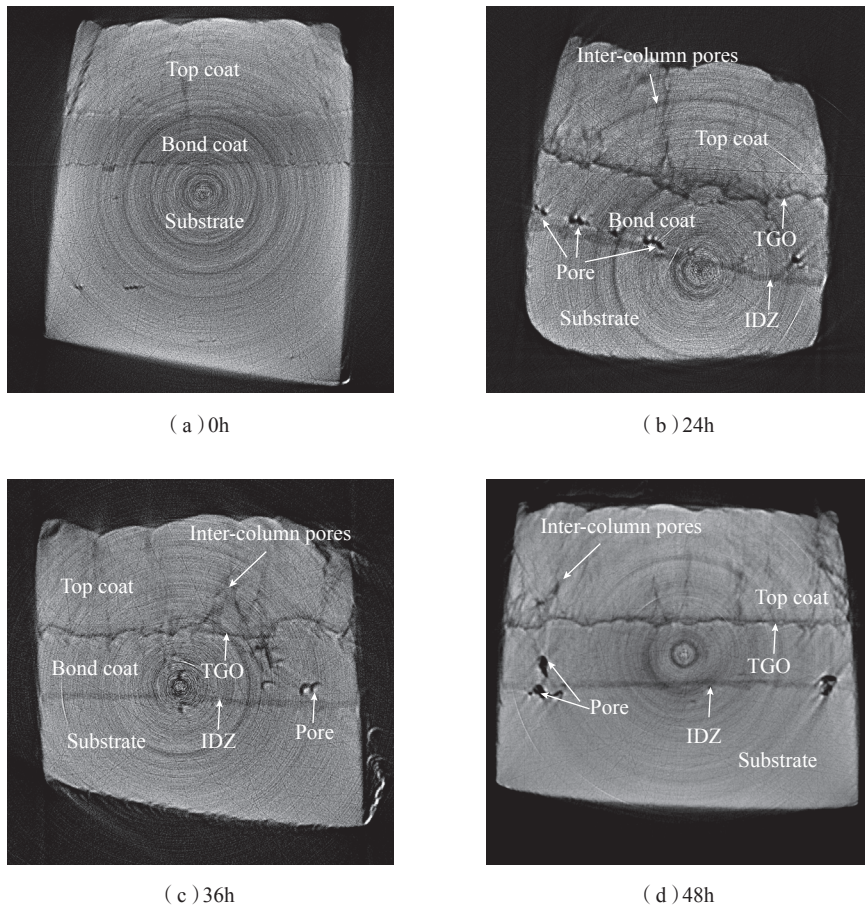 Top coat
Bond coat
Substrate
(a)0h
Inter-column pores
Top coat
Bond coat
TGO
Pore
Substrate
IDZ
(b)24h
Inter-column pores
Top coat
Bond coat
TGO
Substrate
IDZ
Pore
(c)36h
Inter-column pores
Top coat
TGO
Pore
IDZ
Substrate
(d)48h